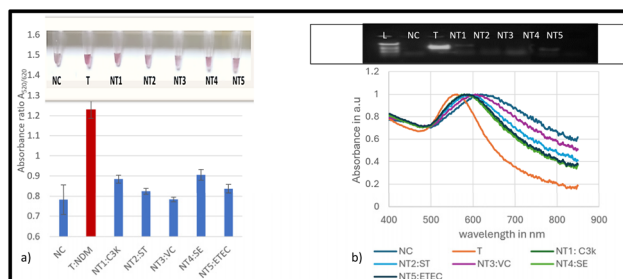 1.6
1.5
1.4
1.3
1.2
1.1
1
0.9
0.8
0.7
0.6
Absorbance ratio A520/620
NC T NT1 NT2 NT3 NT4 NT5
NC
T:NDM
NT1:C3K
NT2:ST
NT3:VC
NT4:SE
NT5:ETEC
a)
L NC T NT1 NT2 NT3 NT4 NT5
1.2
1
0.8
0.6
0.4
0.2
0
Absorbance in a.u
400 500 600 700 800 900
wavelength in nm
b)
NC T NT1: C3k
NT2:ST NT3:VC NT4:SE
NT5:ETEC